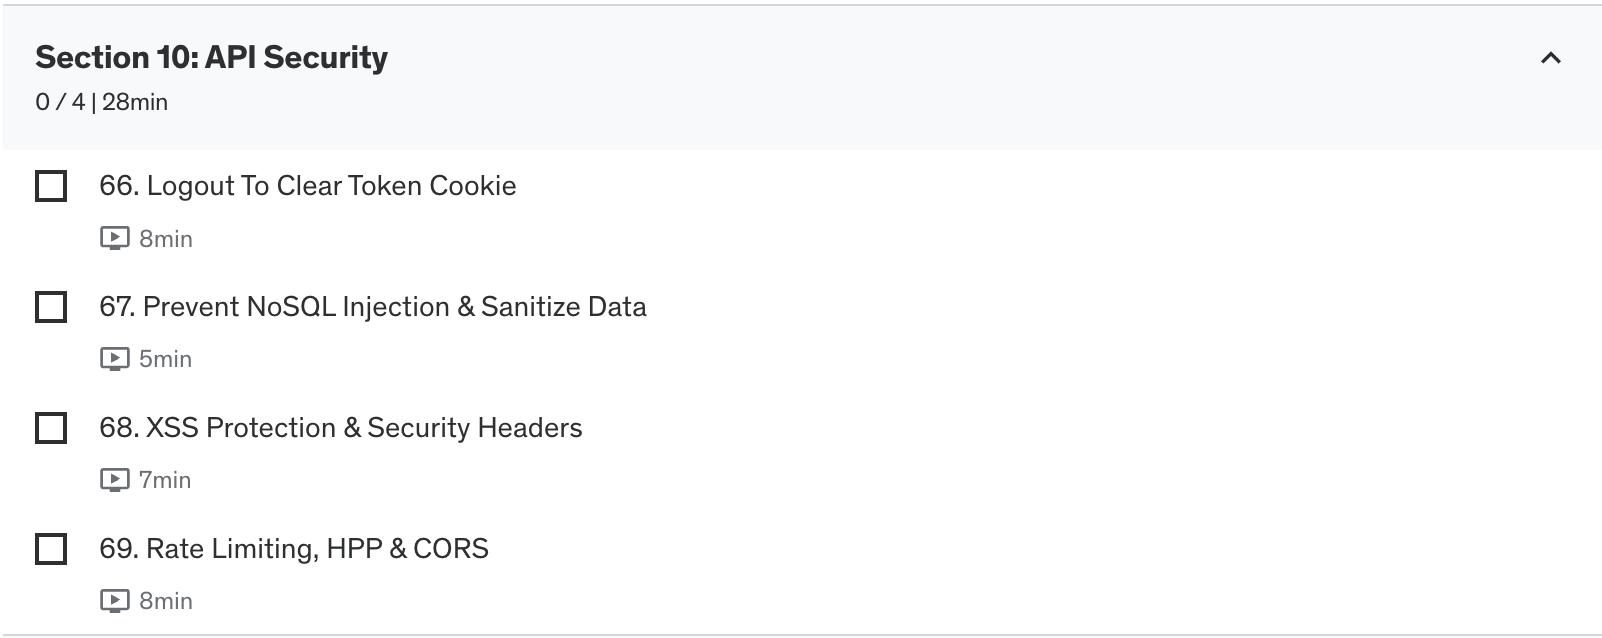 Section 10: API Security
0 / 4 | 28min
66. Logout To Clear Token Cookie
8min
67. Prevent NoSQL Injection & Sanitize Data
5min
68. XSS Protection & Security Headers
7min
69. Rate Limiting, HPP & CORS
8min